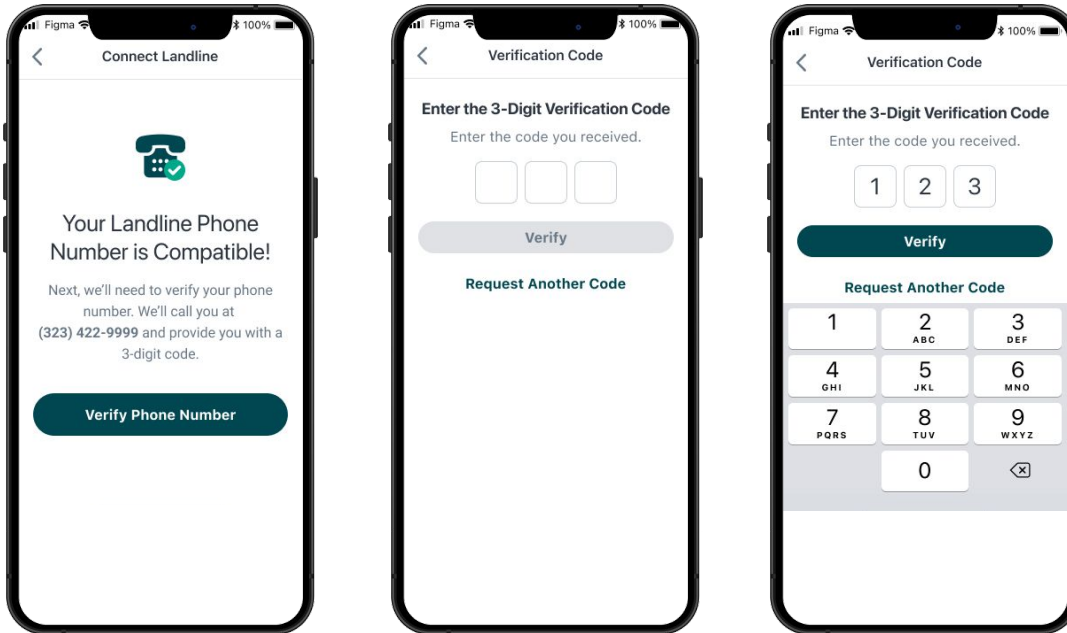 Figma 100%
Connect Landline
Your Landline Phone
Number is Compatible!
Next, we'll need to verify your phone
number. We'll call you at
(323) 422-9999 and provide you with a
3-digit code.
Verify Phone Number
Figma 100%
Verification Code
Enter the 3-Digit Verification Code
Enter the code you received.
Verify
Request Another Code
Figma 100%
Verification Code
Enter the 3-Digit Verification Code
Enter the code you received.
1 2 3
Verify
Request Another Code
1 2 3
ABC DEF
4 5 6
GHI JKL MNO
7 8 9
PQRS TUV WXYZ
0